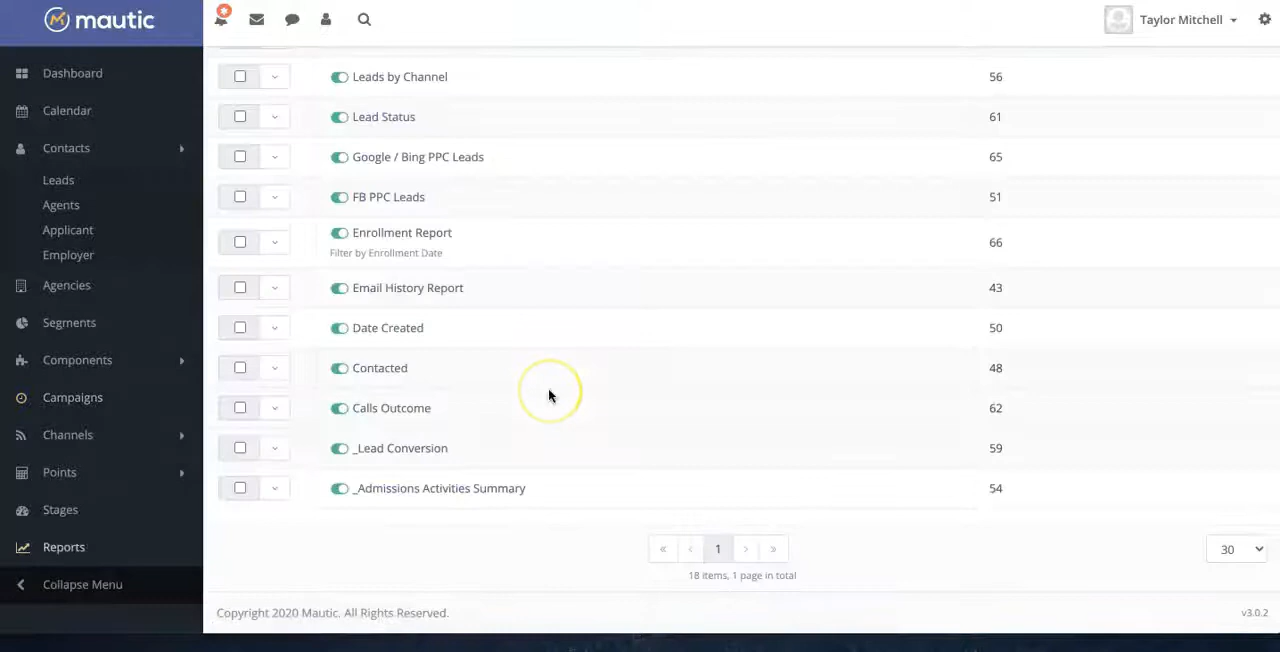 mautic
Taylor Mitchell
Dashboard
Calendar
Contacts
Leads
Agents
Applicant
Employer
Agencies
Segments
Components
Campaigns
Channels
Points
Stages
Reports
Collapse Menu
Leads by Channel 56
Lead Status 61
Google / Bing PPC Leads 65
FB PPC Leads 51
Enrollment Report 66
Filter by Enrollment Date
Email History Report 43
Date Created 50
Contacted 48
Calls Outcome 62
_Lead Conversion 59
_Admissions Activities Summary 54
« ‹ 1 › »
30
18 items, 1 page in total
Copyright 2020 Mautic. All Rights Reserved.
v3.0.2